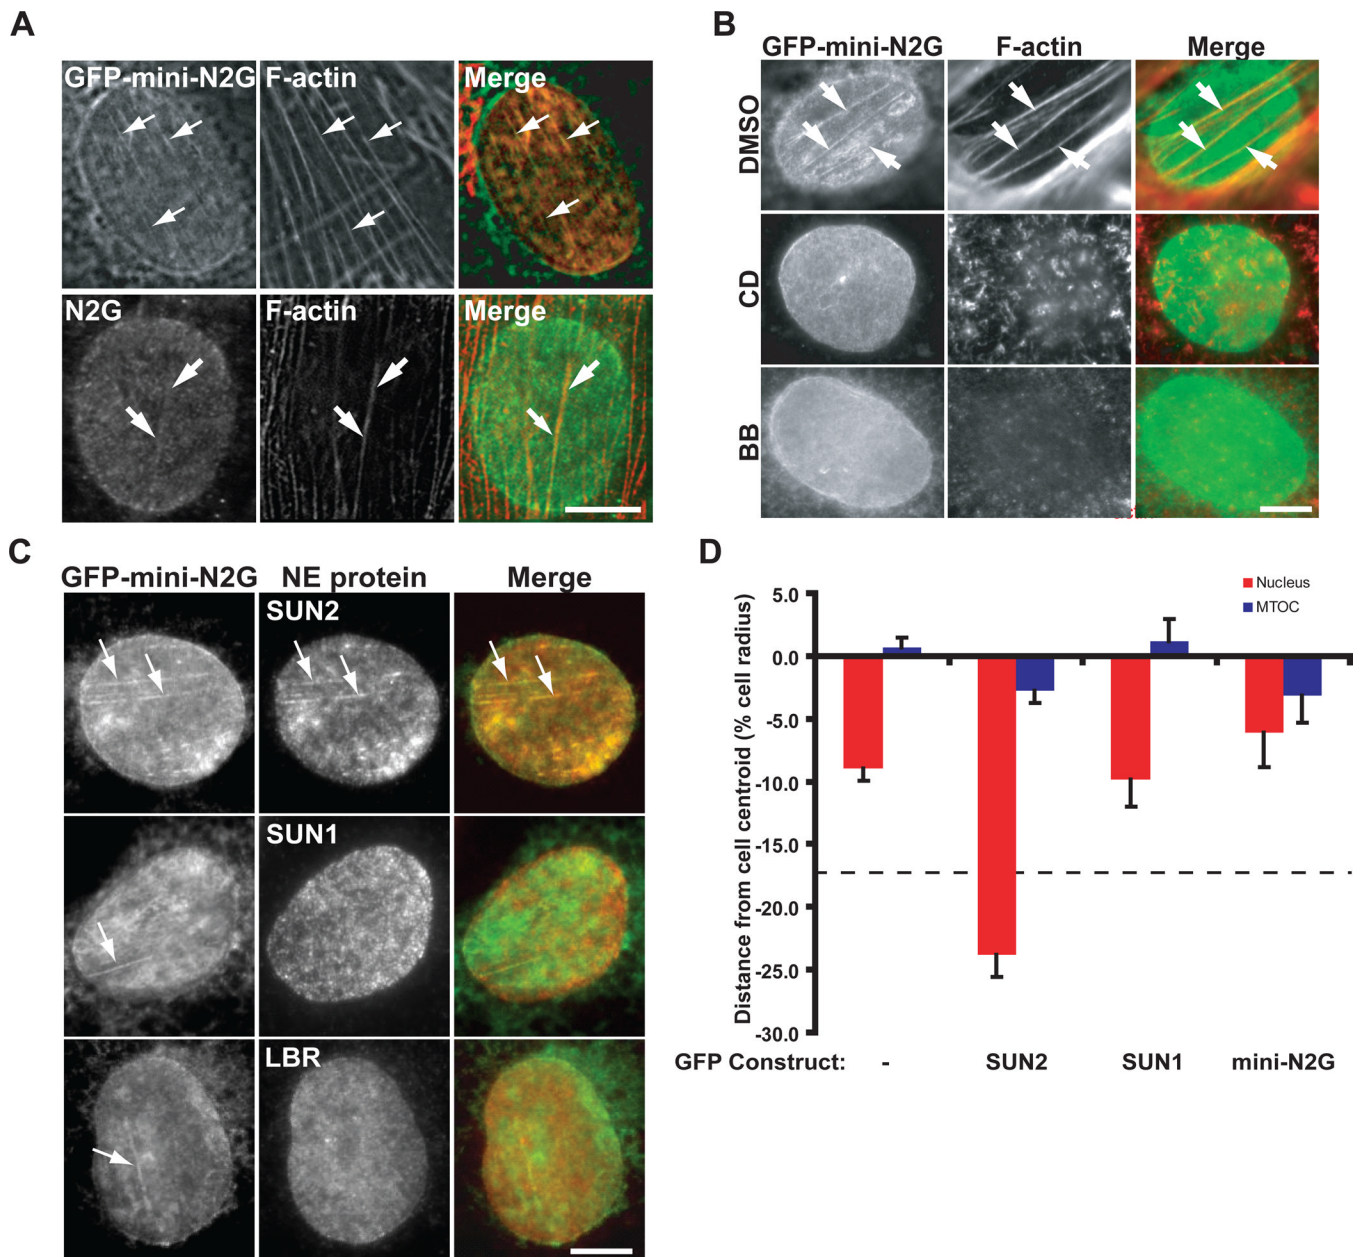 A
GFP-mini-N2G F-actin Merge
N2G F-actin Merge
B
GFP-mini-N2G F-actin Merge
DMSO
CD
BB
C
GFP-mini-N2G NE protein Merge
SUN2
SUN1
LBR
D
Nucleus
MTOC
Distance from cell centroid (% cell radius)
5.0
0.0
-5.0
-10.0
-15.0
-20.0
-25.0
-30.0
GFP Construct: - SUN2 SUN1 mini-N2G